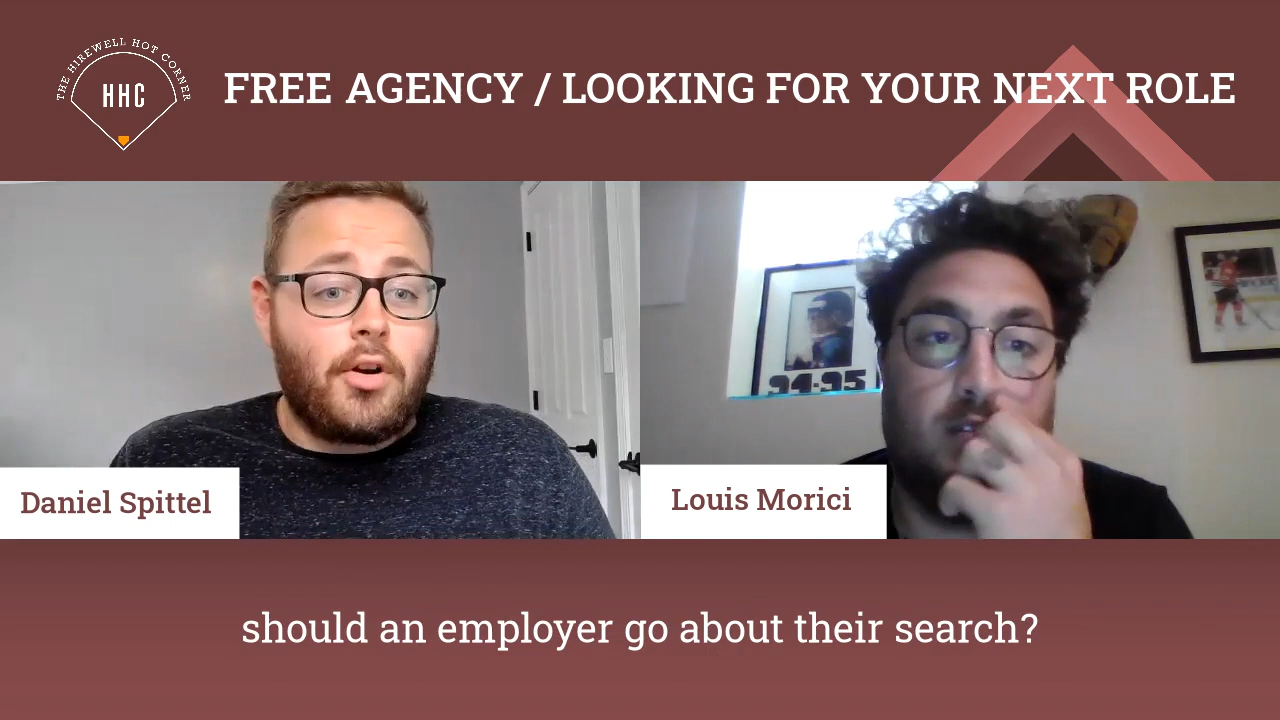 THE HIREWELL HOT CORNER
HHC
FREE AGENCY / LOOKING FOR YOUR NEXT ROLE
94-95
Daniel Spittel
Louis Morici
should an employer go about their search?